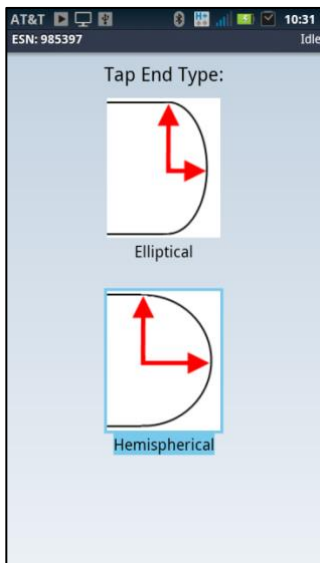 AT&T 10:31
ESN: 985397 Idle
Tap End Type:
Elliptical
Hemispherical